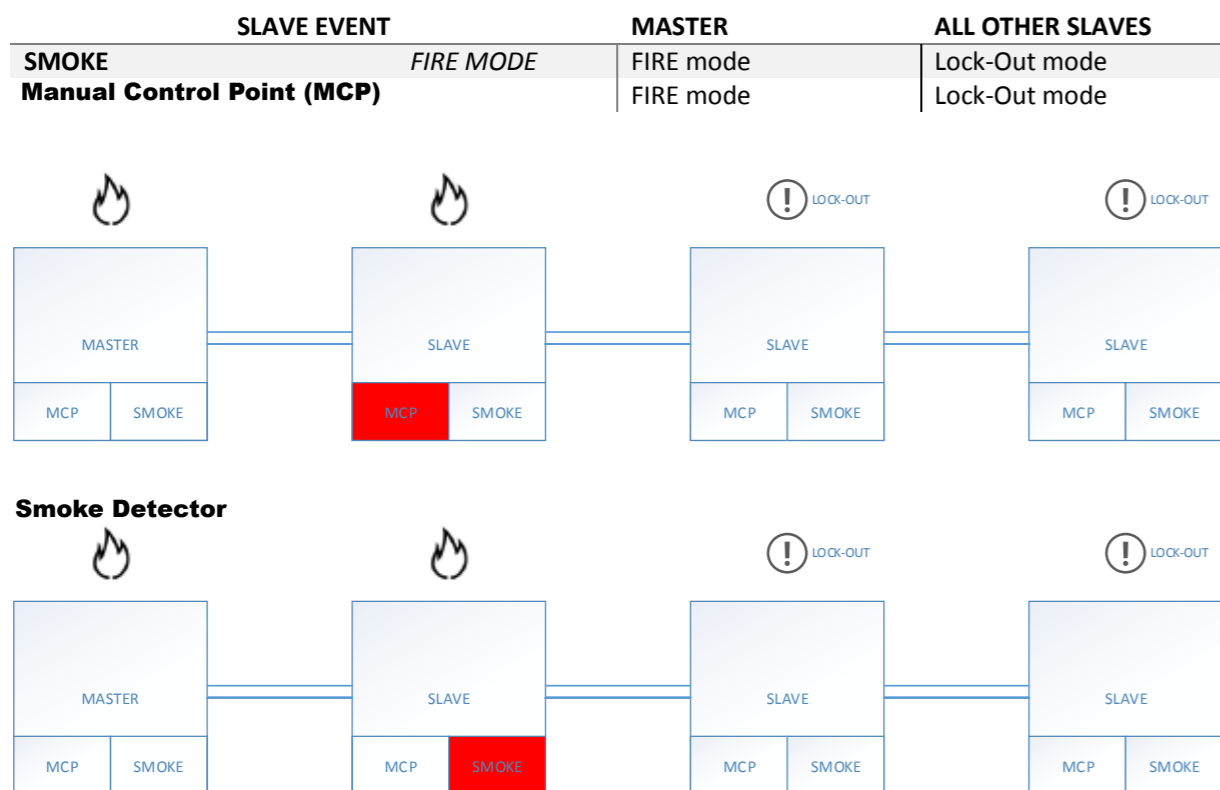 SLAVE EVENT MASTER ALL OTHER SLAVES
SMOKE FIRE MODE FIRE mode Lock-Out mode
Manual Control Point (MCP) FIRE mode Lock-Out mode
LOCK-OUT LOCK-OUT
MASTER SLAVE SLAVE SLAVE
MCP SMOKE MCP SMOKE MCP SMOKE MCP SMOKE
Smoke Detector
LOCK-OUT LOCK-OUT
MASTER SLAVE SLAVE SLAVE
MCP SMOKE MCP SMOKE MCP SMOKE MCP SMOKE